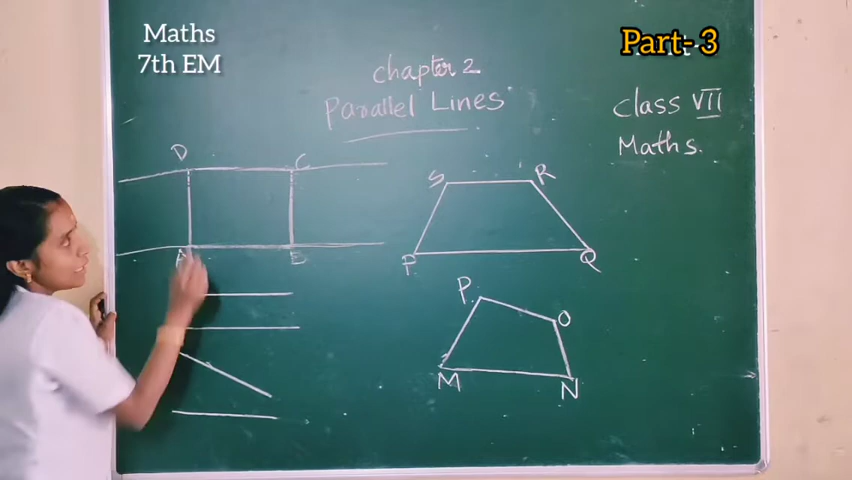 Maths
7th EM
Part- 3
chapter 2
Parallel Lines
class VII
Maths.
D
C
A
B
S
R
P
Q
P
O
M
N